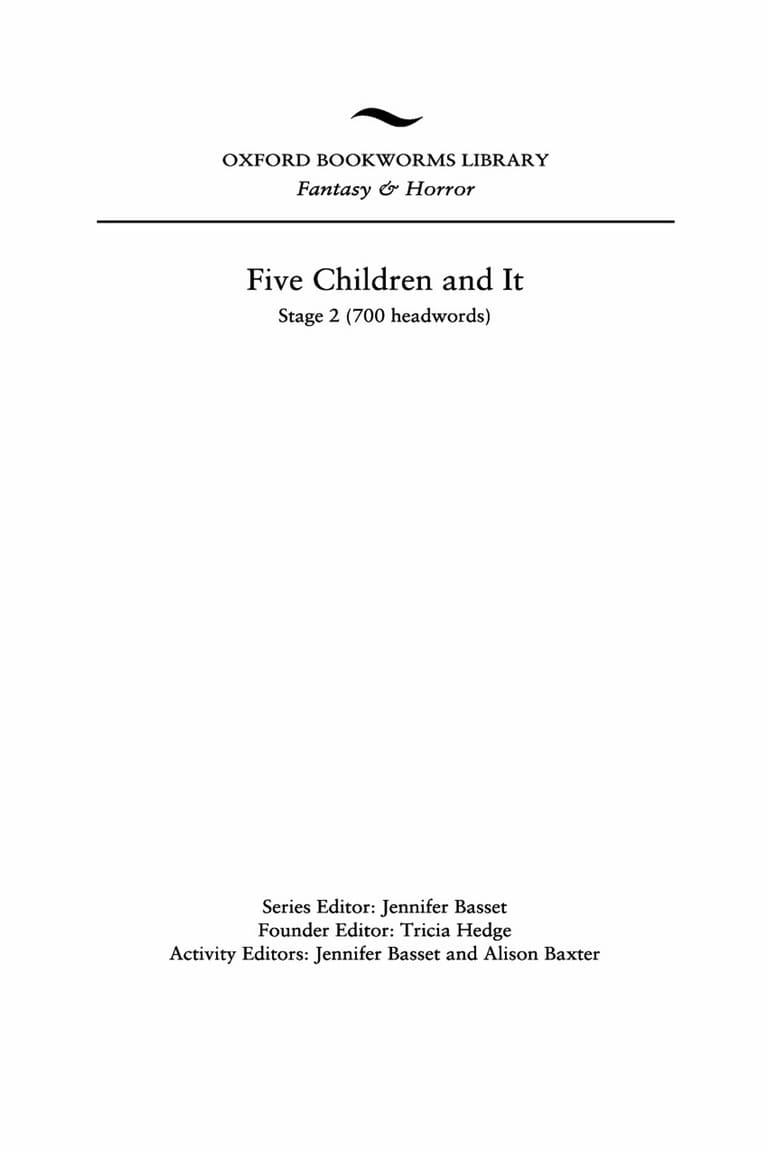 OXFORD BOOKWORMS LIBRARY
Fantasy & Horror
Five Children and It
Stage 2 (700 headwords)
Series Editor: Jennifer Basset
Founder Editor: Tricia Hedge
Activity Editors: Jennifer Basset and Alison Baxter